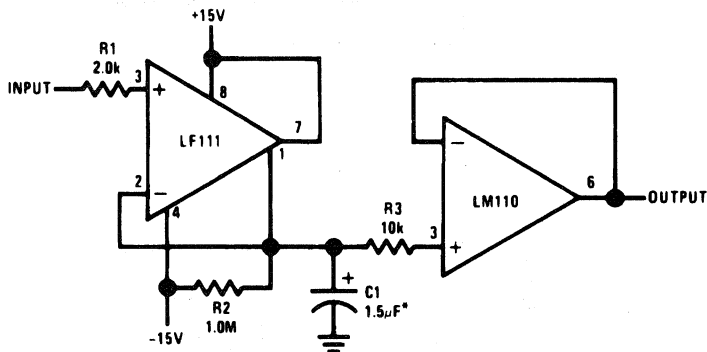 +15V
R1
2.0k
INPUT
3
+
8
LF111
7
1
2
−
4
−
LM110
6
OUTPUT
R3
10k
3
+
R2
1.0M
−15V
+
C1
1.5μF*